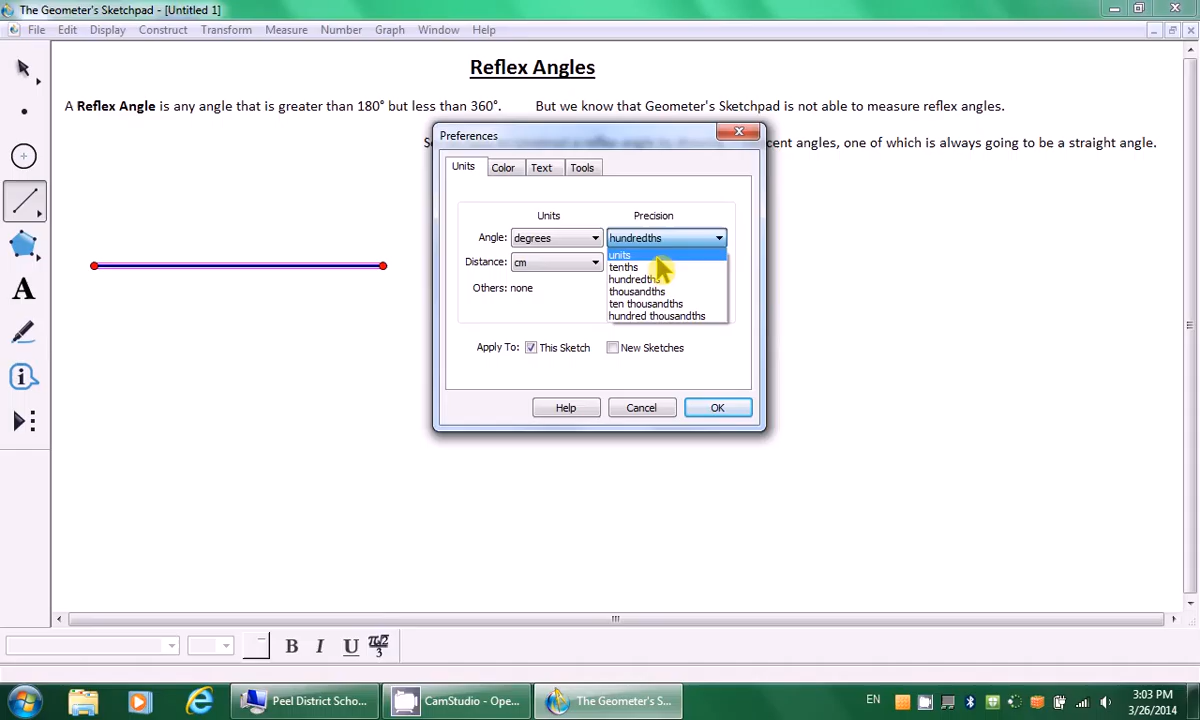 The Geometer's Sketchpad - [Untitled 1]
File Edit Display Construct Transform Measure Number Graph Window Help
Reflex Angles
A Reflex Angle is any angle that is greater than 180° but less than 360°. But we know that Geometer's Sketchpad is not able to measure reflex angles.
angles, one of which is always going to be a straight angle.
Preferences
Units Color Text Tools
Units Precision
Angle: degrees hundredths
units
Distance: cm tenths
hundredths
Others: none thousandths
ten thousandths
hundred thousandths
Apply To: This Sketch New Sketches
Help Cancel OK
A
B I U
EN
Peel District Scho... CamStudio - Ope... The Geometer's S...
3:03 PM
3/26/2014